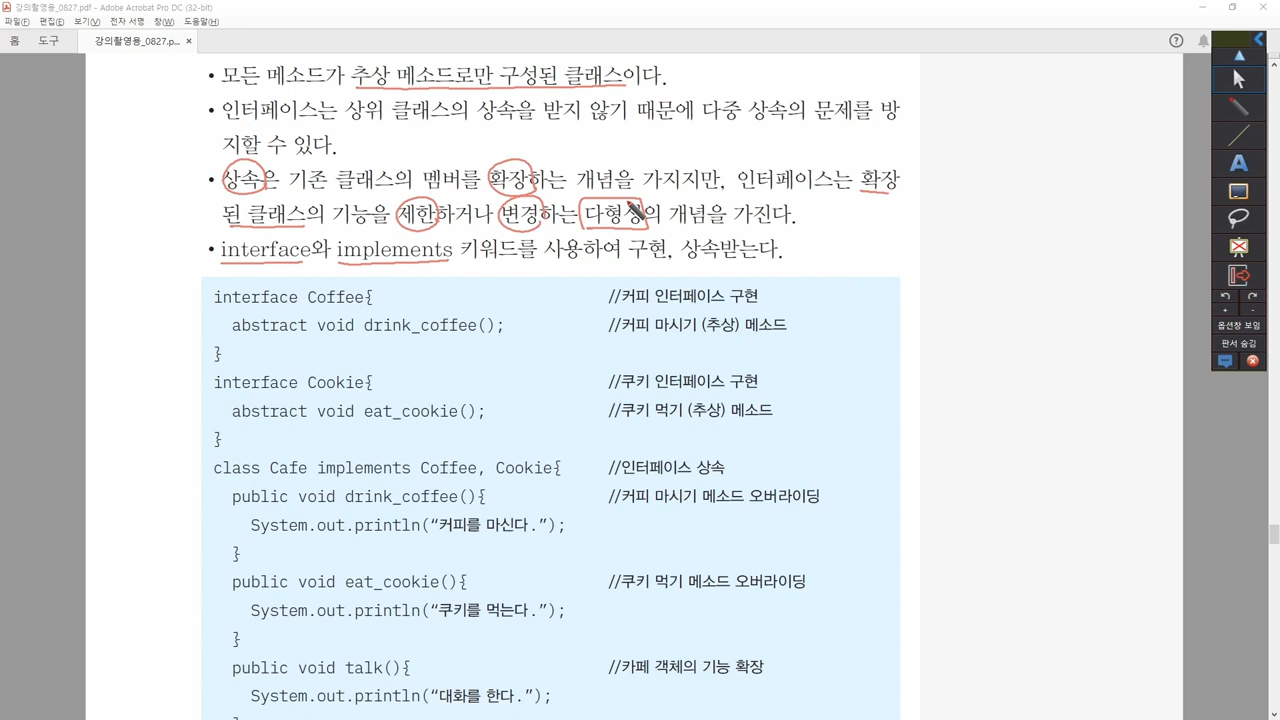 강의촬영용_0827.pdf - Adobe Acrobat Pro DC (32-bit)
파일(F) 편집(E) 보기(V) 전자 서명 창(W) 도움말(H)
홈 도구 강의촬영용_0827.p... ×
• 모든 메소드가 추상 메소드로만 구성된 클래스이다.
• 인터페이스는 상위 클래스의 상속을 받지 않기 때문에 다중 상속의 문제를 방
지할 수 있다.
• 상속은 기존 클래스의 멤버를 확장하는 개념을 가지지만, 인터페이스는 확장
된 클래스의 기능을 제한하거나 변경하는 다형성의 개념을 가진다.
• interface와 implements 키워드를 사용하여 구현, 상속받는다.
interface Coffee{ //커피 인터페이스 구현
abstract void drink_coffee(); //커피 마시기 (추상) 메소드
}
interface Cookie{ //쿠키 인터페이스 구현
abstract void eat_cookie(); //쿠키 먹기 (추상) 메소드
}
class Cafe implements Coffee, Cookie{ //인터페이스 상속
public void drink_coffee(){ //커피 마시기 메소드 오버라이딩
System.out.println(“커피를 마신다.”);
}
public void eat_cookie(){ //쿠키 먹기 메소드 오버라이딩
System.out.println(“쿠키를 먹는다.”);
}
public void talk(){ //카페 객체의 기능 확장
System.out.println(“대화를 한다.”);
A
옵션창 보임
판서 숨김